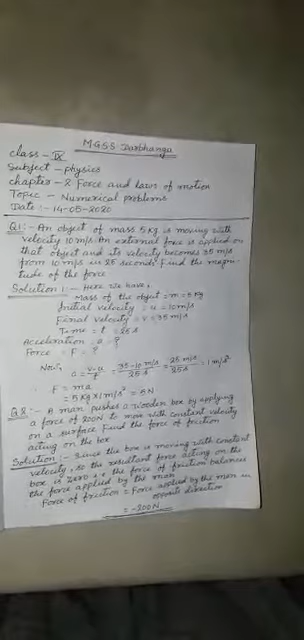 MGSS Darbhanga
class - IX
Subject - physics
chapter - 2 Force and laws of motion
Topic - Numerical problems
Date :- 14-05-2020
Q1:- An object of mass 5 kg is moving with
velocity 10 m/s. An external force is applied on
that object and its velocity becomes 35 m/s
from 10 m/s in 25 seconds. Find the magni-
tude of the force
Solution :- Here we have,
Mass of the object = m = 5 kg
Initial velocity = u = 10 m/s
Final velocity = v = 35 m/s
Time = t = 25 s
Acceleration = a = ?
Force = F = ?
Now, a = v-u/t = 35-10 m/s/25 s = 25 m/s/25 s = 1 m/s²
F = ma
= 5 kg × 1 m/s² = 5N
Q2:- A man pushes a wooden box by applying
a force of 200N to move with constant velocity
on a surface. Find the force of friction
acting on the box
Solution :- Since the box is moving with constant
velocity, so the resultant force acting on the
box is zero i.e. the force of friction balances
the force applied by the man
Force of friction = Force applied by the man in
opposite direction
= -200N